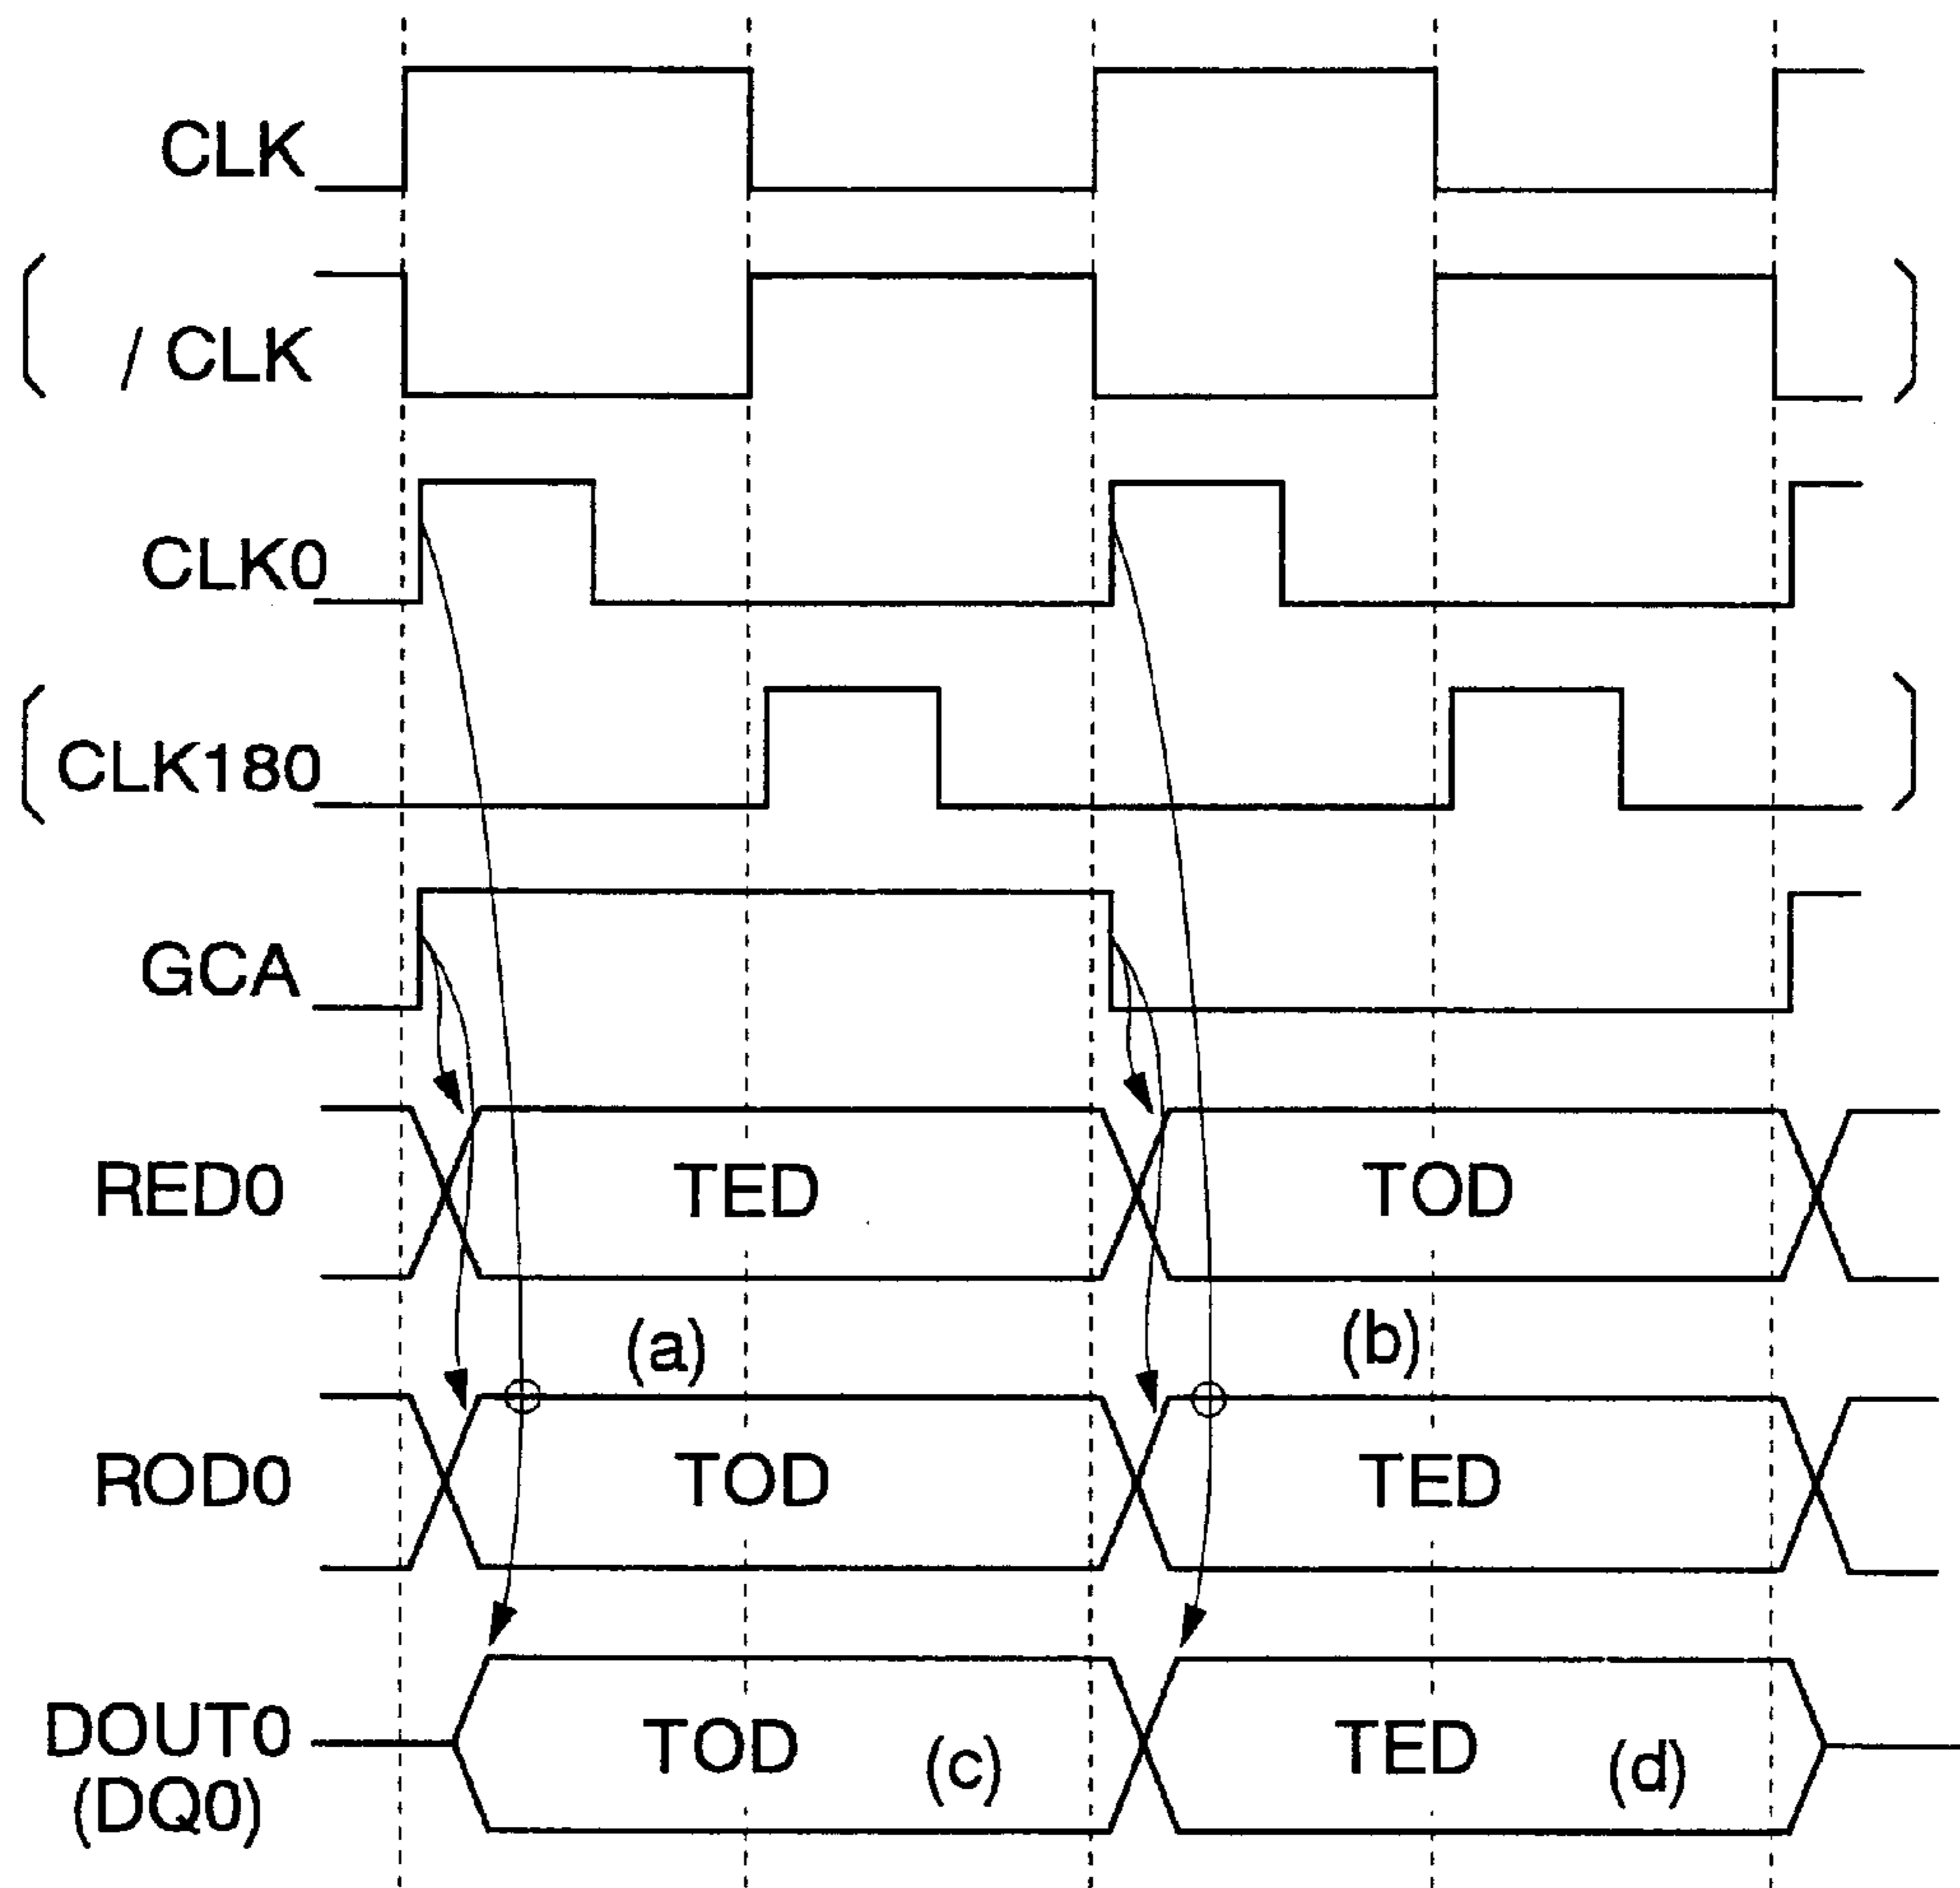 CLK
/ CLK
CLK0
CLK180
GCA
RED0 TED TOD
(a) (b)
ROD0 TOD TED
DOUT0 TOD (c) TED (d)
(DQ0)